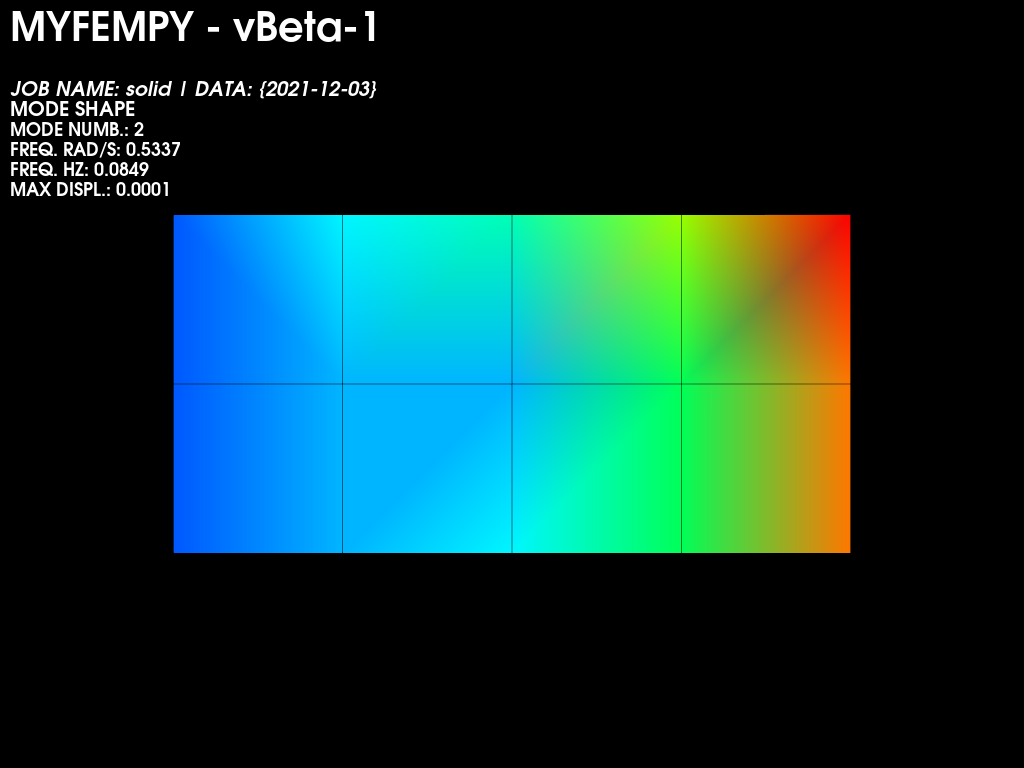 MYFEMPY - vBeta-1
JOB NAME: solid | DATA: {2021-12-03}
MODE SHAPE
MODE NUMB.: 2
FREQ. RAD/S: 0.5337
FREQ. HZ: 0.0849
MAX DISPL.: 0.0001